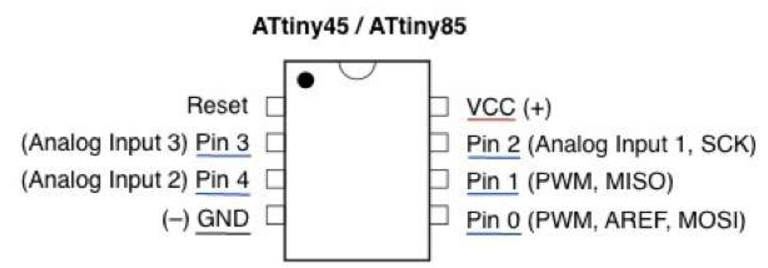 ATtiny45 / ATtiny85
Reset
VCC (+)
(Analog Input 3) Pin 3
Pin 2 (Analog Input 1, SCK)
(Analog Input 2) Pin 4
Pin 1 (PWM, MISO)
(–) GND
Pin 0 (PWM, AREF, MOSI)